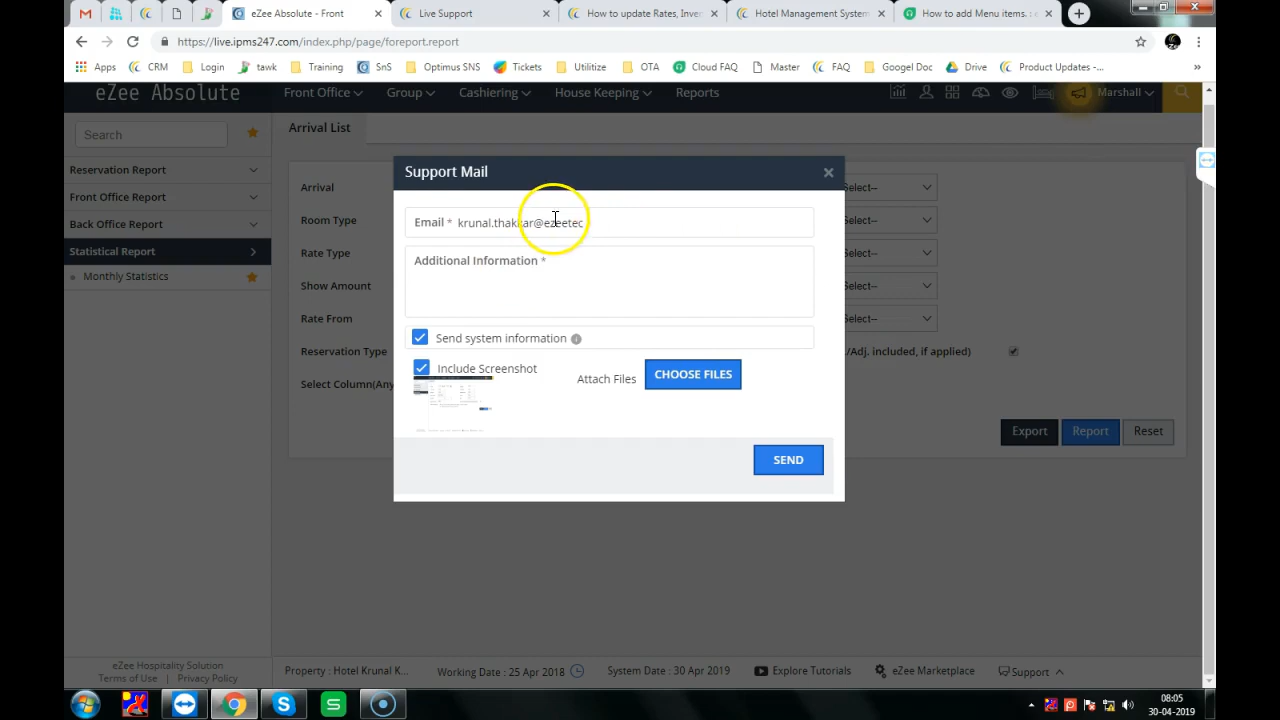 eZee Absolute - Front
Live Support
How to update Rates, Inver
Hotel Management System
How to add Menu items. : e
https://live.ipms247.com/index.php/page/foreport.report
Apps
CRM
Login
tawk
Training
SnS
Optimus SNS
Tickets
Utilitize
OTA
Cloud FAQ
Master
FAQ
Googel Doc
Drive
Product Updates -...
eZee Absolute
Front Office
Group
Cashiering
House Keeping
Reports
Marshall
Search
Arrival List
Reservation Report
Front Office Report
Back Office Report
Statistical Report
Monthly Statistics
Arrival
Room Type
Rate Type
Show Amount
Rate From
Reservation Type
Select Column(Any
Select--
Select--
Select--
Select--
Select--
./Adj. included, if applied)
Export
Report
Reset
Support Mail
×
Email * krunal.thakkar@ezeetec
Additional Information *
Send system information
Include Screenshot
Attach Files
CHOOSE FILES
SEND
eZee Hospitality Solution
Terms of Use | Privacy Policy
Property : Hotel Krunal K...
Working Date : 25 Apr 2018
System Date : 30 Apr 2019
Explore Tutorials
eZee Marketplace
Support
08:05
30-04-2019